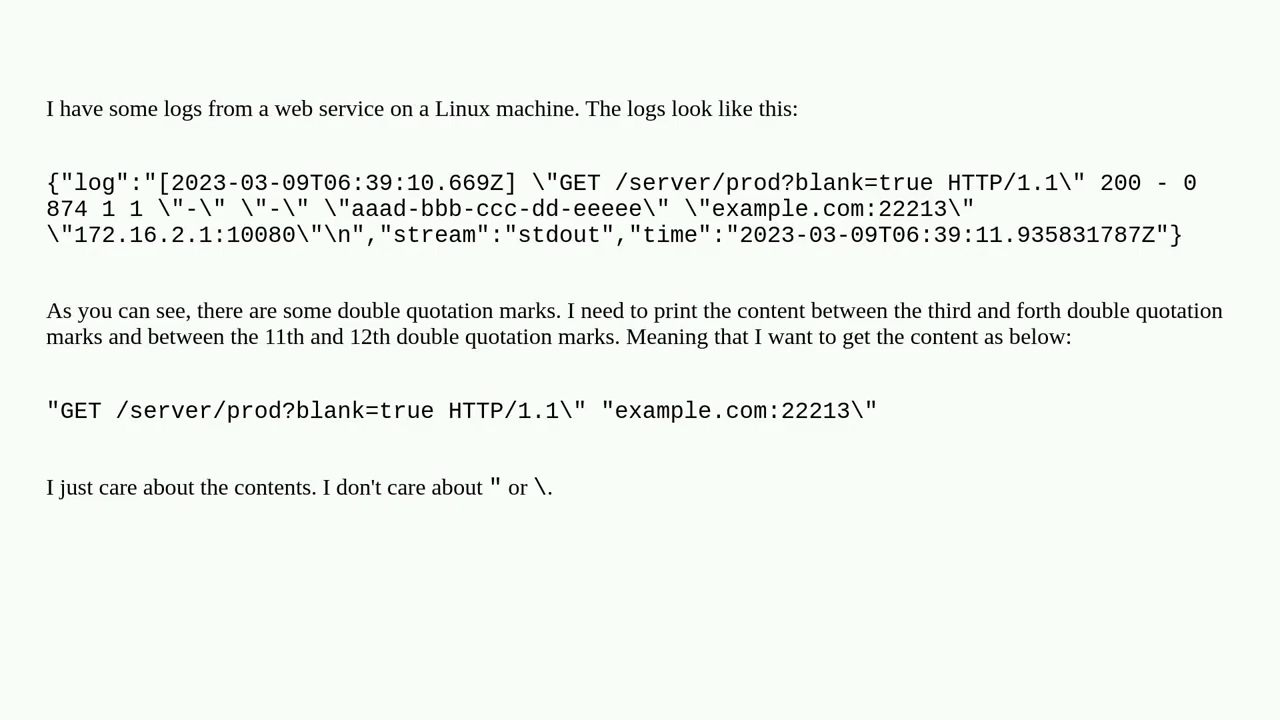 I have some logs from a web service on a Linux machine. The logs look like this:
{"log":"[2023-03-09T06:39:10.669Z] \"GET /server/prod?blank=true HTTP/1.1\" 200 - 0
874 1 1 \"-\" \"-\" \"aaad-bbb-ccc-dd-eeeee\" \"example.com:22213\"
\"172.16.2.1:10080\"\n","stream":"stdout","time":"2023-03-09T06:39:11.935831787Z"}
As you can see, there are some double quotation marks. I need to print the content between the third and forth double quotation
marks and between the 11th and 12th double quotation marks. Meaning that I want to get the content as below:
"GET /server/prod?blank=true HTTP/1.1\" "example.com:22213\"
I just care about the contents. I don't care about " or \.